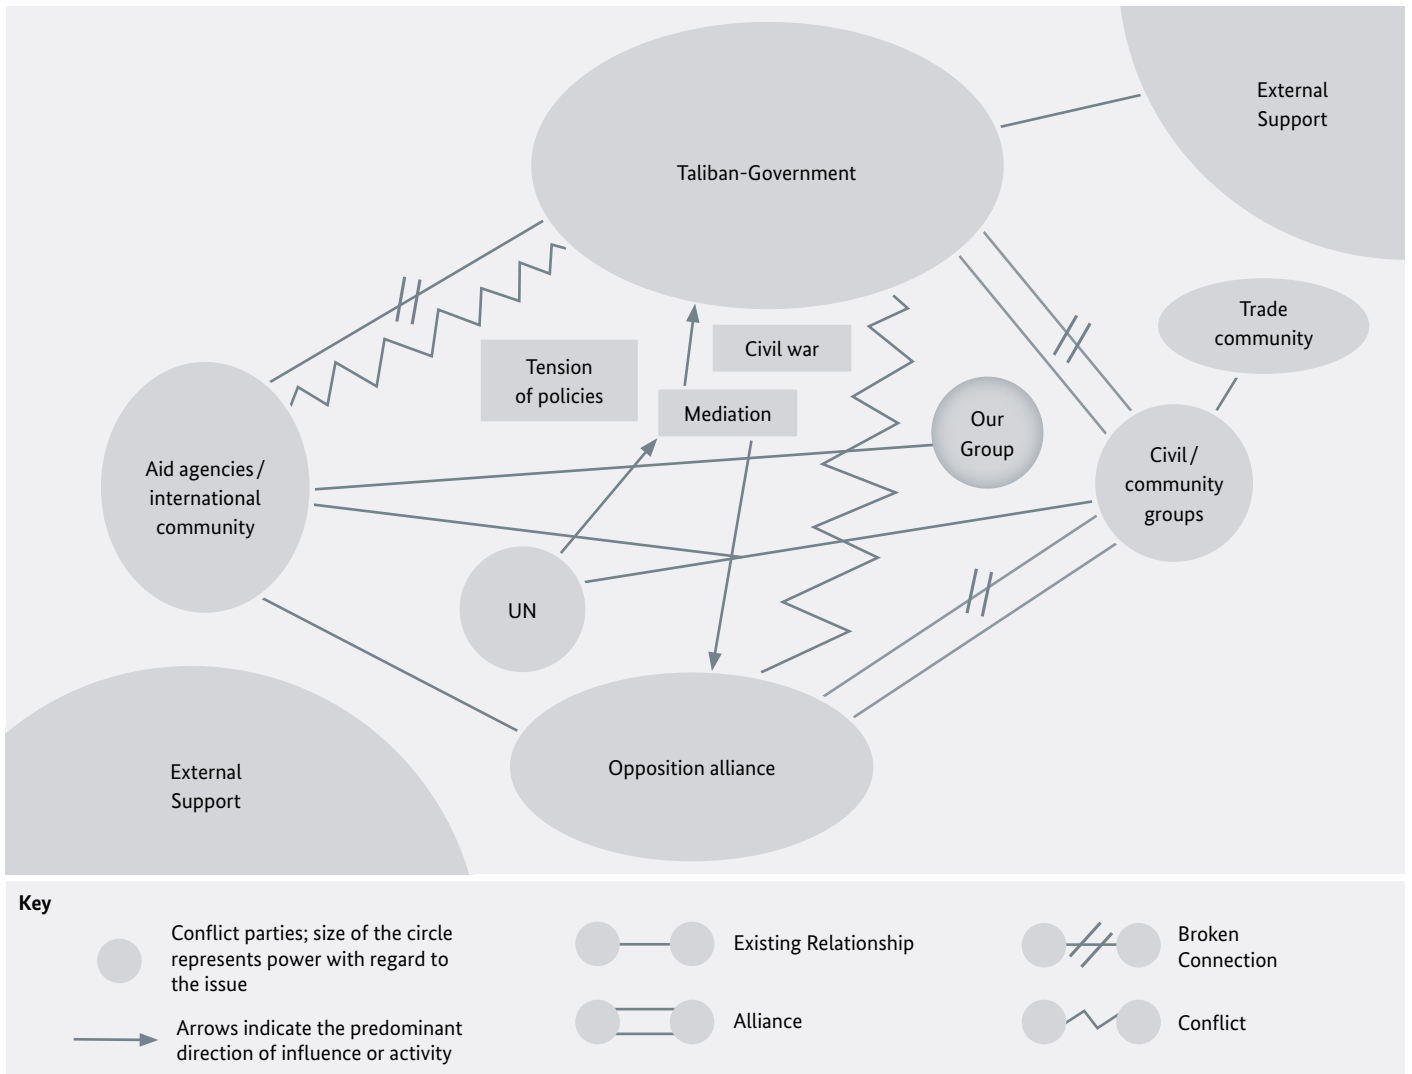 External
Support
Taliban-Government
Trade
community
Civil war
Tension
of policies
Mediation
Our
Group
Aid agencies /
international
community
Civil /
community
groups
UN
External
Support
Opposition alliance
Key
Conflict parties; size of the circle
represents power with regard to
the issue
Arrows indicate the predominant
direction of influence or activity
Existing Relationship
Alliance
Broken
Connection
Conflict